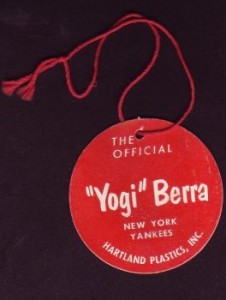 THE
OFFICIAL
"Yogi" Berra
NEW YORK
YANKEES
HARTLAND PLASTICS, INC.